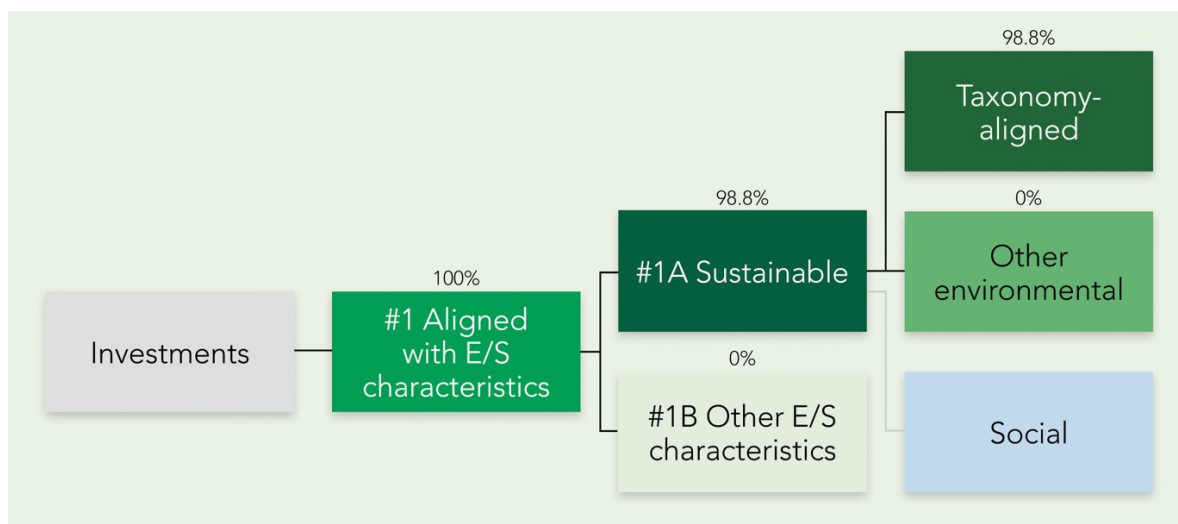 98.8%
Taxonomy-
aligned
98.8%
0%
#1A Sustainable
Other
environmental
100%
Investments
#1 Aligned
with E/S
characteristics
0%
#1B Other E/S
characteristics
Social